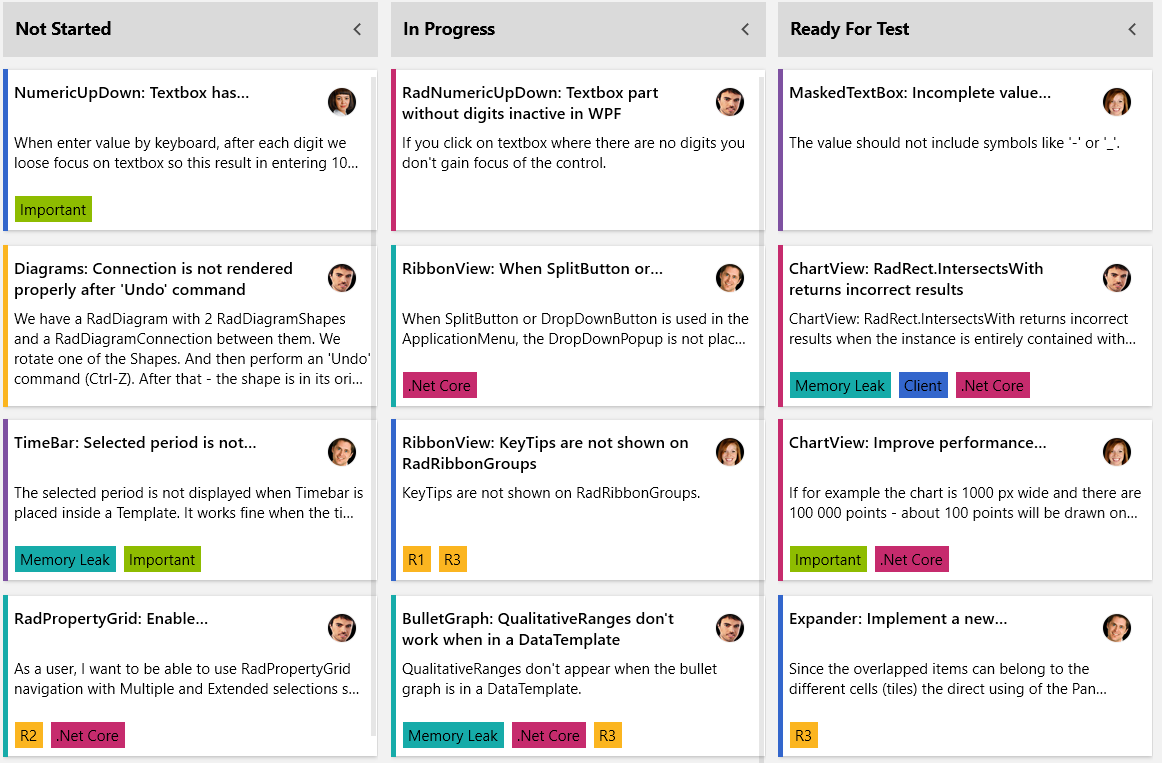 Not Started
NumericUpDown: Textbox has...
When enter value by keyboard, after each digit we
loose focus on textbox so this result in entering 10...
Important
Diagrams: Connection is not rendered
properly after 'Undo' command
We have a RadDiagram with 2 RadDiagramShapes
and a RadDiagramConnection between them. We
rotate one of the Shapes. And then perform an 'Undo'
command (Ctrl-Z). After that - the shape is in its ori...
TimeBar: Selected period is not...
The selected period is not displayed when Timebar is
placed inside a Template. It works fine when the ti...
Memory Leak Important
RadPropertyGrid: Enable...
As a user, I want to be able to use RadPropertyGrid
navigation with Multiple and Extended selections s...
R2 .Net Core
In Progress
RadNumericUpDown: Textbox part
without digits inactive in WPF
If you click on textbox where there are no digits you
don't gain focus of the control.
RibbonView: When SplitButton or...
When SplitButton or DropDownButton is used in the
ApplicationMenu, the DropDownPopup is not plac...
.Net Core
RibbonView: KeyTips are not shown on
RadRibbonGroups
KeyTips are not shown on RadRibbonGroups.
R1 R3
BulletGraph: QualitativeRanges don't
work when in a DataTemplate
QualitativeRanges don't appear when the bullet
graph is in a DataTemplate.
Memory Leak .Net Core R3
Ready For Test
MaskedTextBox: Incomplete value...
The value should not include symbols like '-' or '_'.
ChartView: RadRect.IntersectsWith
returns incorrect results
ChartView: RadRect.IntersectsWith returns incorrect
results when the instance is entirely contained with...
Memory Leak Client .Net Core
ChartView: Improve performance...
If for example the chart is 1000 px wide and there are
100 000 points - about 100 points will be drawn on...
Important .Net Core
Expander: Implement a new...
Since the overlapped items can belong to the
different cells (tiles) the direct using of the Pan...
R3